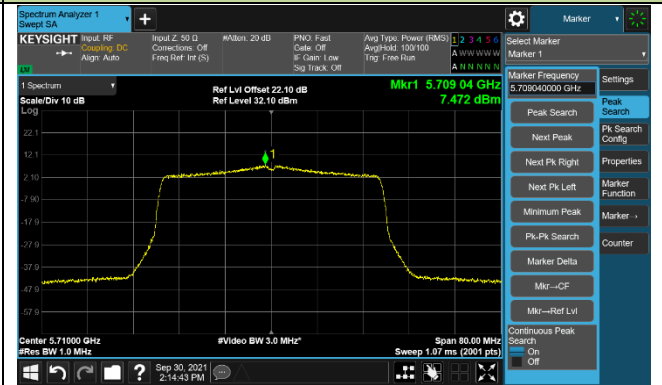 Spectrum Analyzer 1
Swept SA
Marker
KEYSIGHT
Input: RF
Coupling: DC
Align: Auto
Input Z: 50 Ω
Corrections: Off
Freq Ref: Int (S)
#Atten: 20 dB
PNO: Fast
Gate: Off
IF Gain: Low
Sig Track: Off
Avg Type: Power (RMS)
Avg|Hold: 100/100
Trig: Free Run
1 2 3 4 5 6
A W W W W W
A N N N N N
Select Marker
Marker 1
LW
1 Spectrum
Scale/Div 10 dB
Log
Ref Lvl Offset 22.10 dB
Ref Level 32.10 dBm
Mkr1 5.709 04 GHz
7.472 dBm
Marker Frequency
5.709040000 GHz
Settings
Peak Search
Peak
Search
Next Peak
Pk Search
Config
Next Pk Right
Properties
Next Pk Left
Marker
Function
Minimum Peak
Marker→
Pk-Pk Search
Counter
Marker Delta
Mkr→CF
Mkr→Ref Lvl
Continuous Peak
Search
On
Off
22.1
12.1
2.10
-7.90
-17.9
-27.9
-37.9
-47.9
-57.9
1
Center 5.71000 GHz
#Res BW 1.0 MHz
#Video BW 3.0 MHz*
Span 80.00 MHz
Sweep 1.07 ms (2001 pts)
?
Sep 30, 2021
2:14:43 PM